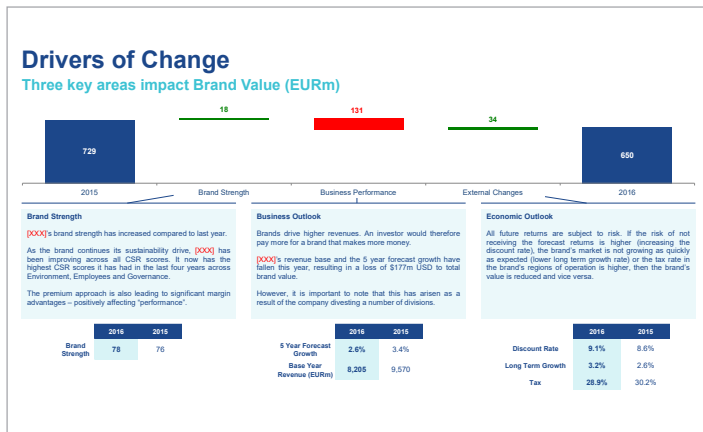 Drivers of Change
Three key areas impact Brand Value (EURm)
18
131
34
729
650
2015
Brand Strength
Business Performance
External Changes
2016
Brand Strength
[XXX]'s brand strength has increased compared to last year.
As the brand continues its sustainability drive, [XXX] has
been improving across all CSR scores. It now has the
highest CSR scores it has had in the last four years across
Environment, Employees and Governance.
The premium approach is also leading to significant margin
advantages – positively affecting “performance”.
Business Outlook
Brands drive higher revenues. An investor would therefore
pay more for a brand that makes more money.
[XXX]'s revenue base and the 5 year forecast growth have
fallen this year, resulting in a loss of $177m USD to total
brand value.
However, it is important to note that this has arisen as a
result of the company divesting a number of divisions.
Economic Outlook
All future returns are subject to risk. If the risk of not
receiving the forecast returns is higher (increasing the
discount rate), the brand's market is not growing as quickly
as expected (lower long term growth rate) or the tax rate in
the brand's regions of operation is higher, then the brand's
value is reduced and vice versa.
2016 2015
Brand
Strength
78 76
2016 2015
5 Year Forecast
Growth
2.6% 3.4%
Base Year
Revenue (EURm)
8,205 9,570
2016 2015
Discount Rate 9.1% 8.6%
Long Term Growth 3.2% 2.6%
Tax 28.9% 30.2%